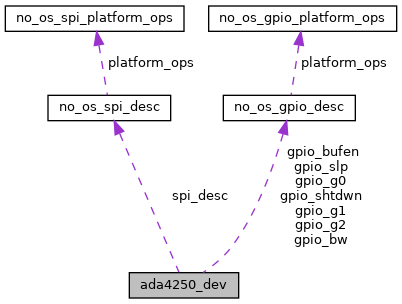 no_os_spi_platform_ops
no_os_gpio_platform_ops
platform_ops
platform_ops
no_os_spi_desc
no_os_gpio_desc
spi_desc
gpio_bufen
gpio_slp
gpio_g0
gpio_shtdwn
gpio_g1
gpio_g2
gpio_bw
ada4250_dev